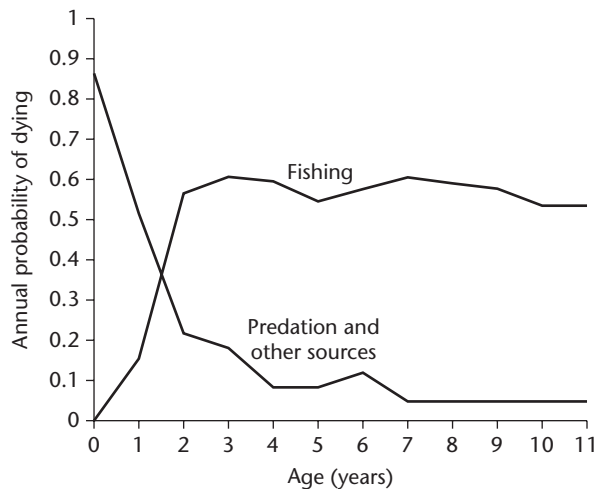 1
0.9
0.8
0.7
0.6
0.5
0.4
0.3
0.2
0.1
0
Annual probability of dying
Fishing
Predation and
other sources
0 1 2 3 4 5 6 7 8 9 10 11
Age (years)